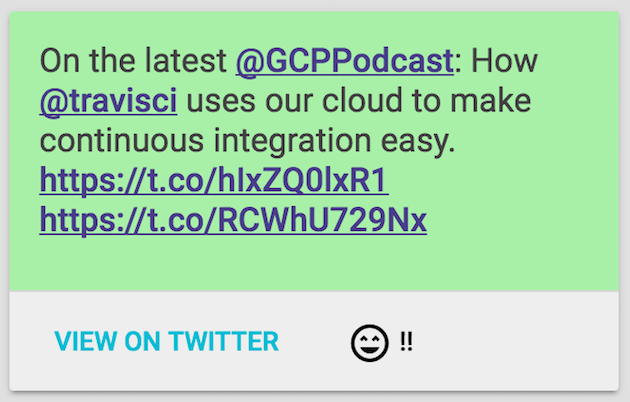 On the latest @GCPPodcast: How
@travisci uses our cloud to make
continuous integration easy.
https://t.co/hIxZQ0lxR1
https://t.co/RCWhU729Nx
VIEW ON TWITTER !!